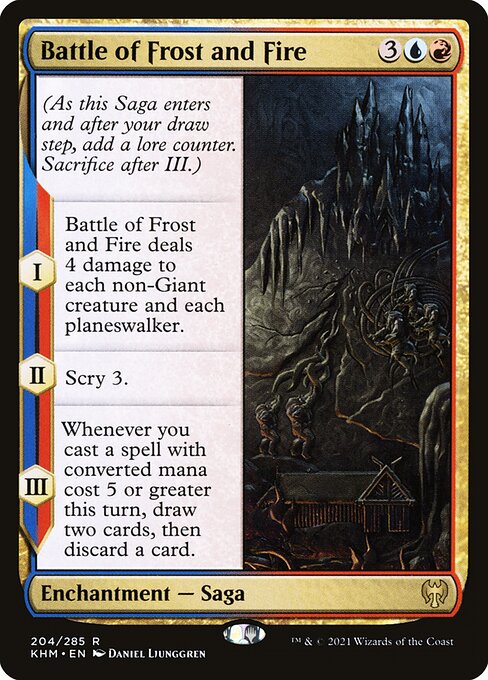 Battle of Frost and Fire 3
(As this Saga enters
and after your draw
step, add a lore counter.
Sacrifice after III.)
I
Battle of Frost
and Fire deals
4 damage to
each non-Giant
creature and each
planeswalker.
II
Scry 3.
III
Whenever you
cast a spell with
converted mana
cost 5 or greater
this turn, draw
two cards, then
discard a card.
Enchantment — Saga
204/285 R
KHM • EN Daniel Ljunggren
™ & © 2021 Wizards of the Coast